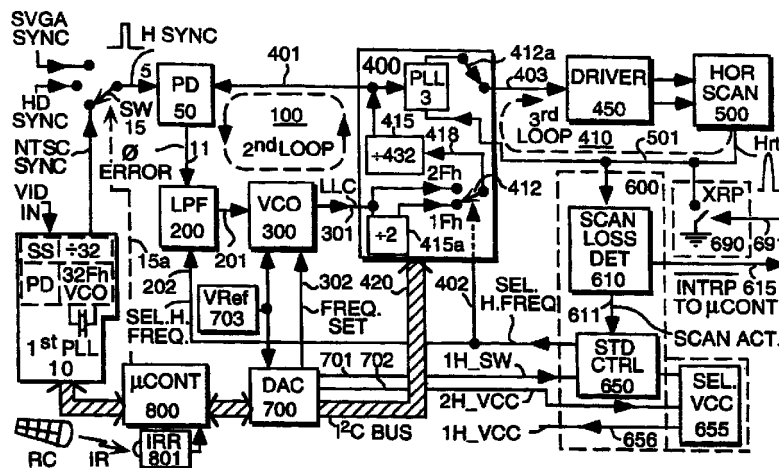 SVGA SYNC
H SYNC
5
HD SYNC
SW 15
NTSC SYNC
PD 50
401
100
2nd LOOP
Ø ERROR
11
400
PLL 3
412a
403
415
÷432
418
2Fh
1Fh
412
÷2
415a
DRIVER 450
HOR SCAN 500
3rd LOOP 410
501
Hrt
VID IN
SS
÷32
PD
32Fh VCO
1st PLL 10
15a
LPF 200
201
202
VCO 300
LLC
301
302
420
402
SEL.H. FREQ.
VRef 703
FREQ. SET
SEL. H.FREQ.
600
SCAN LOSS DET 610
XRP
690
691
INTRP 615
TO µCONT
611
SCAN ACT.
STD CTRL 650
SEL. VCC 655
656
µCONT 800
DAC 700
701
702
1H_SW
2H_VCC
1H_VCC
I²C BUS
RC
iR
IRR 801